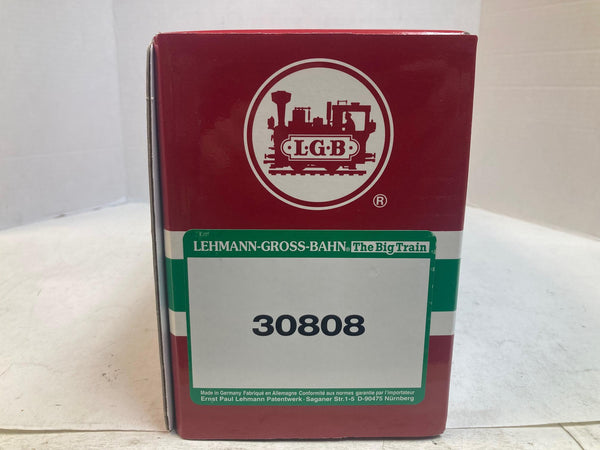 L·G·B
®
LEHMANN-GROSS-BAHN® The Big Train
30808
Made in Germany Fabriqué en Allemagne Conformité aux normes garantie par l'importateur
Ernst Paul Lehmann Patentwerk · Saganer Str.1-5 D-90475 Nürnberg